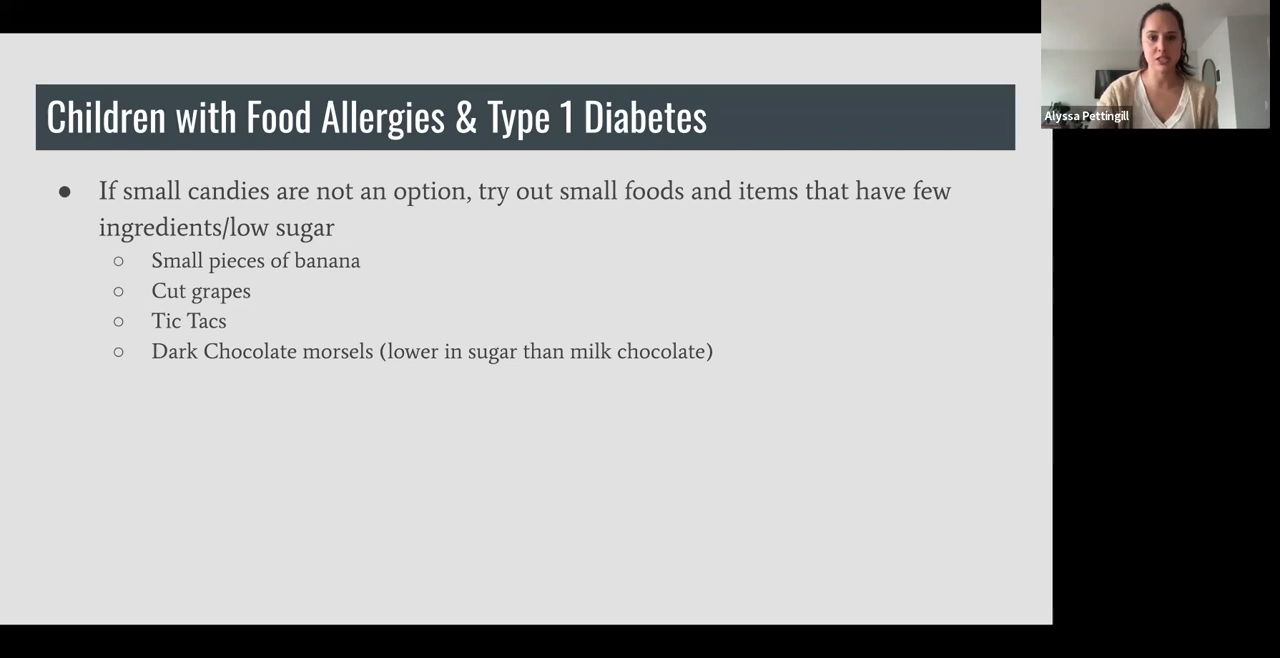 Children with Food Allergies & Type 1 Diabetes
● If small candies are not an option, try out small foods and items that have few
ingredients/low sugar
○ Small pieces of banana
○ Cut grapes
○ Tic Tacs
○ Dark Chocolate morsels (lower in sugar than milk chocolate)
Alyssa Pettingill